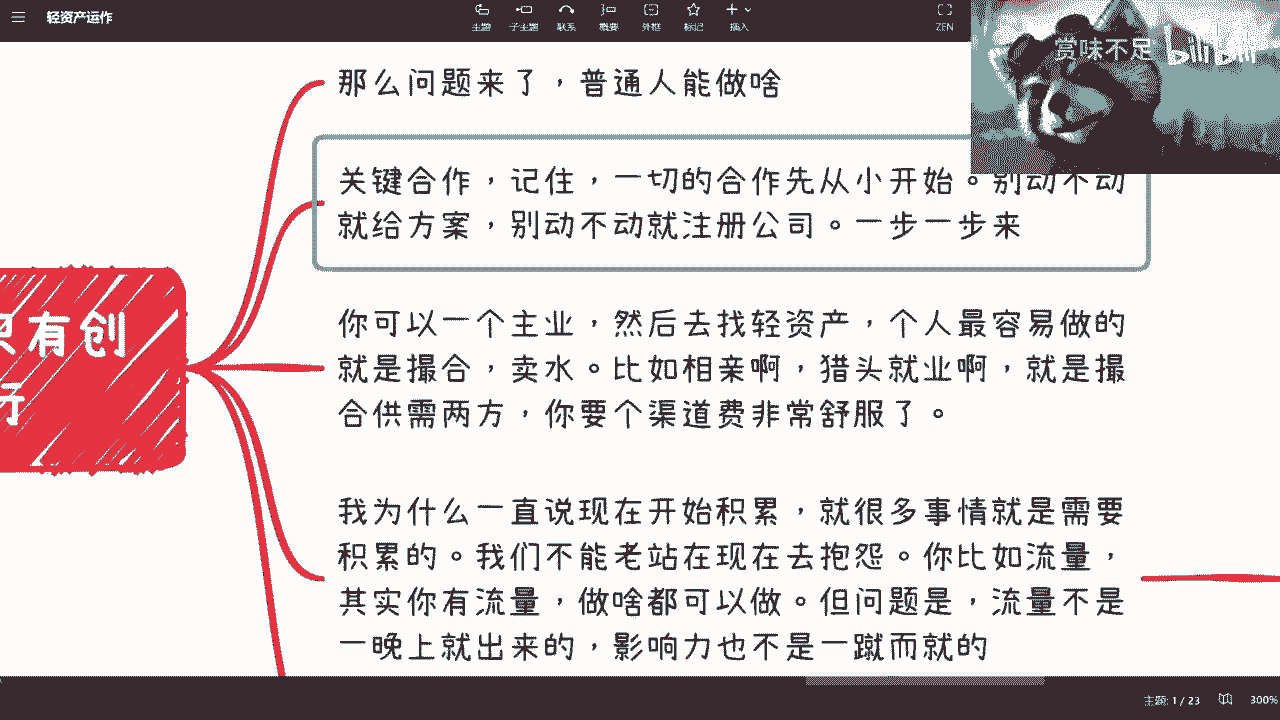 轻资产运作
主题
子主题
联系
概要
外框
标记
插入
ZEN
赏味不足 bilibili
那么问题来了，普通人能做啥
关键合作，记住，一切的合作先从小开始。别动不动
就给方案，别动不动就注册公司。一步一步来
只有创
行
你可以一个主业，然后去找轻资产，个人最容易做的
就是撮合，卖水。比如相亲啊，猎头就业啊，就是撮
合供需两方，你要个渠道费非常舒服了。
我为什么一直说现在开始积累，就很多事情就是需要
积累的。我们不能老站在现在去抱怨。你比如流量，
其实你有流量，做啥都可以做。但问题是，流量不是
一晚上就出来的，影响力也不是一蹴而就的
主题: 1 / 23
300%